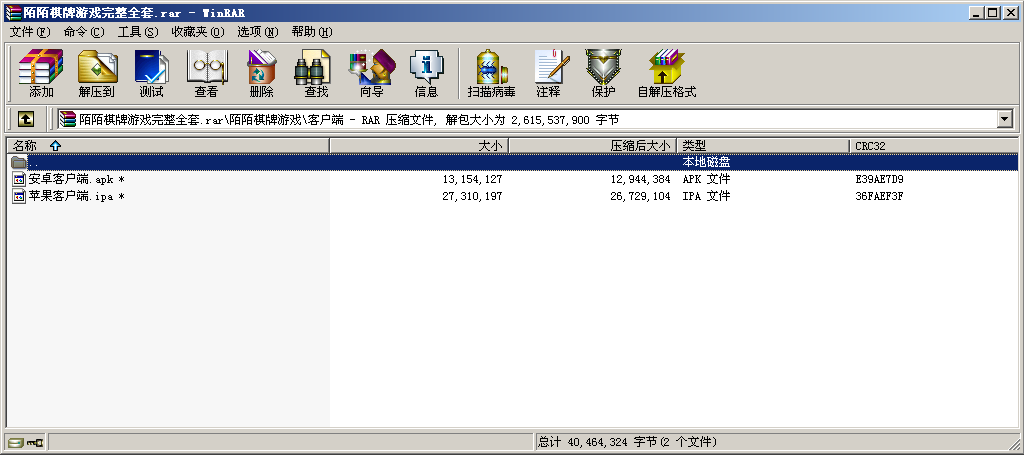 陌陌棋牌游戏完整全套.rar - WinRAR
文件(F) 命令(C) 工具(S) 收藏夹(O) 选项(N) 帮助(H)
添加 解压到 测试 查看 删除 查找 向导 信息 扫描病毒 注释 保护 自解压格式
陌陌棋牌游戏完整全套.rar\陌陌棋牌游戏\客户端 - RAR 压缩文件, 解包大小为 2,615,537,900 字节
名称 大小 压缩后大小 类型 CRC32
.. 本地磁盘
安卓客户端.apk * 13,154,127 12,944,384 APK 文件 E39AE7D9
苹果客户端.ipa * 27,310,197 26,729,104 IPA 文件 36FAEF3F
总计 40,464,324 字节(2 个文件)